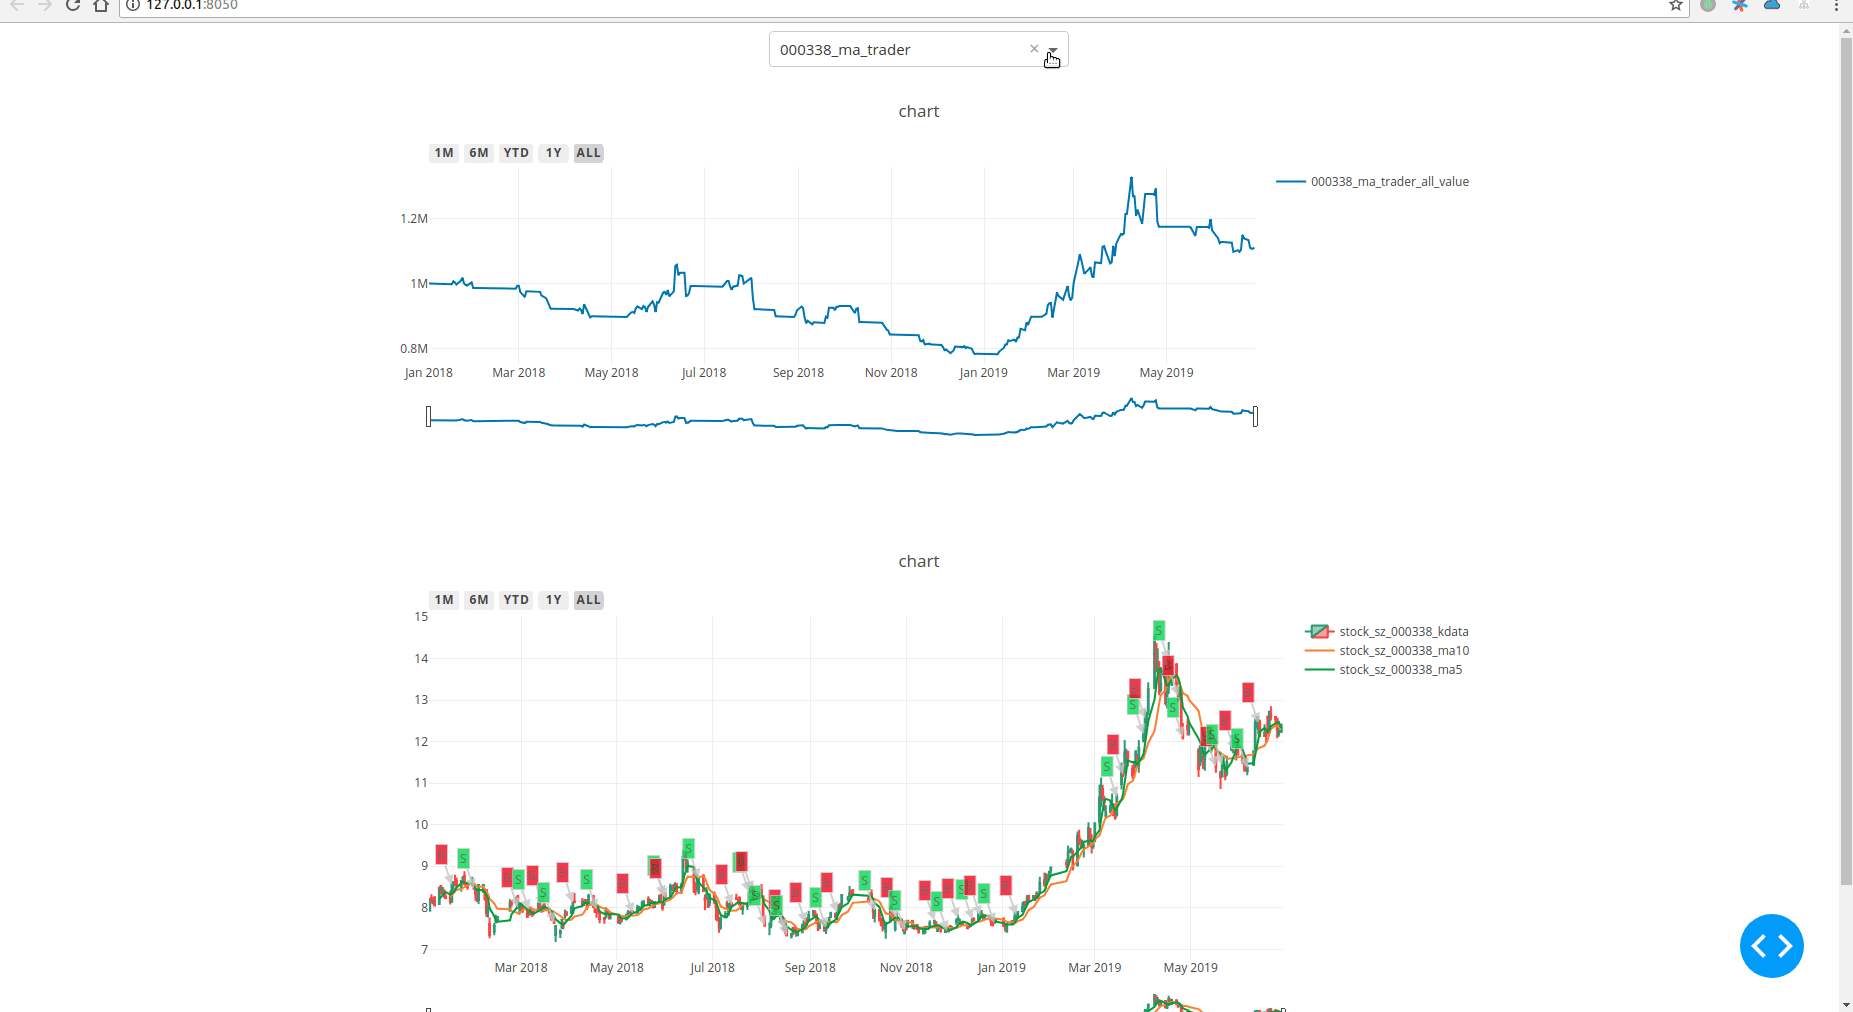 127.0.0.1:8050
000338_ma_trader ×
chart
1M 6M YTD 1Y ALL
000338_ma_trader_all_value
1.2M
1M
0.8M
Jan 2018 Mar 2018 May 2018 Jul 2018 Sep 2018 Nov 2018 Jan 2019 Mar 2019 May 2019
chart
1M 6M YTD 1Y ALL
stock_sz_000338_kdata
stock_sz_000338_ma10
stock_sz_000338_ma5
15
14
13
12
11
10
9
8
7
Mar 2018 May 2018 Jul 2018 Sep 2018 Nov 2018 Jan 2019 Mar 2019 May 2019